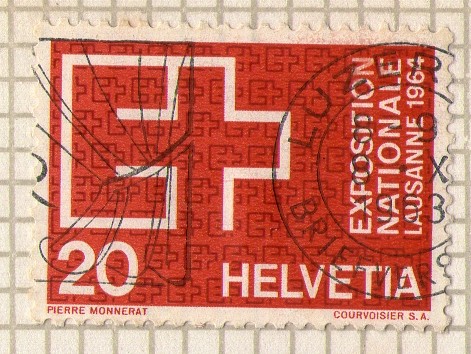 EXPOSITION
NATIONALE
LAUSANNE 1964
20
HELVETIA
PIERRE MONNERAT
COURVOISIER S.A.